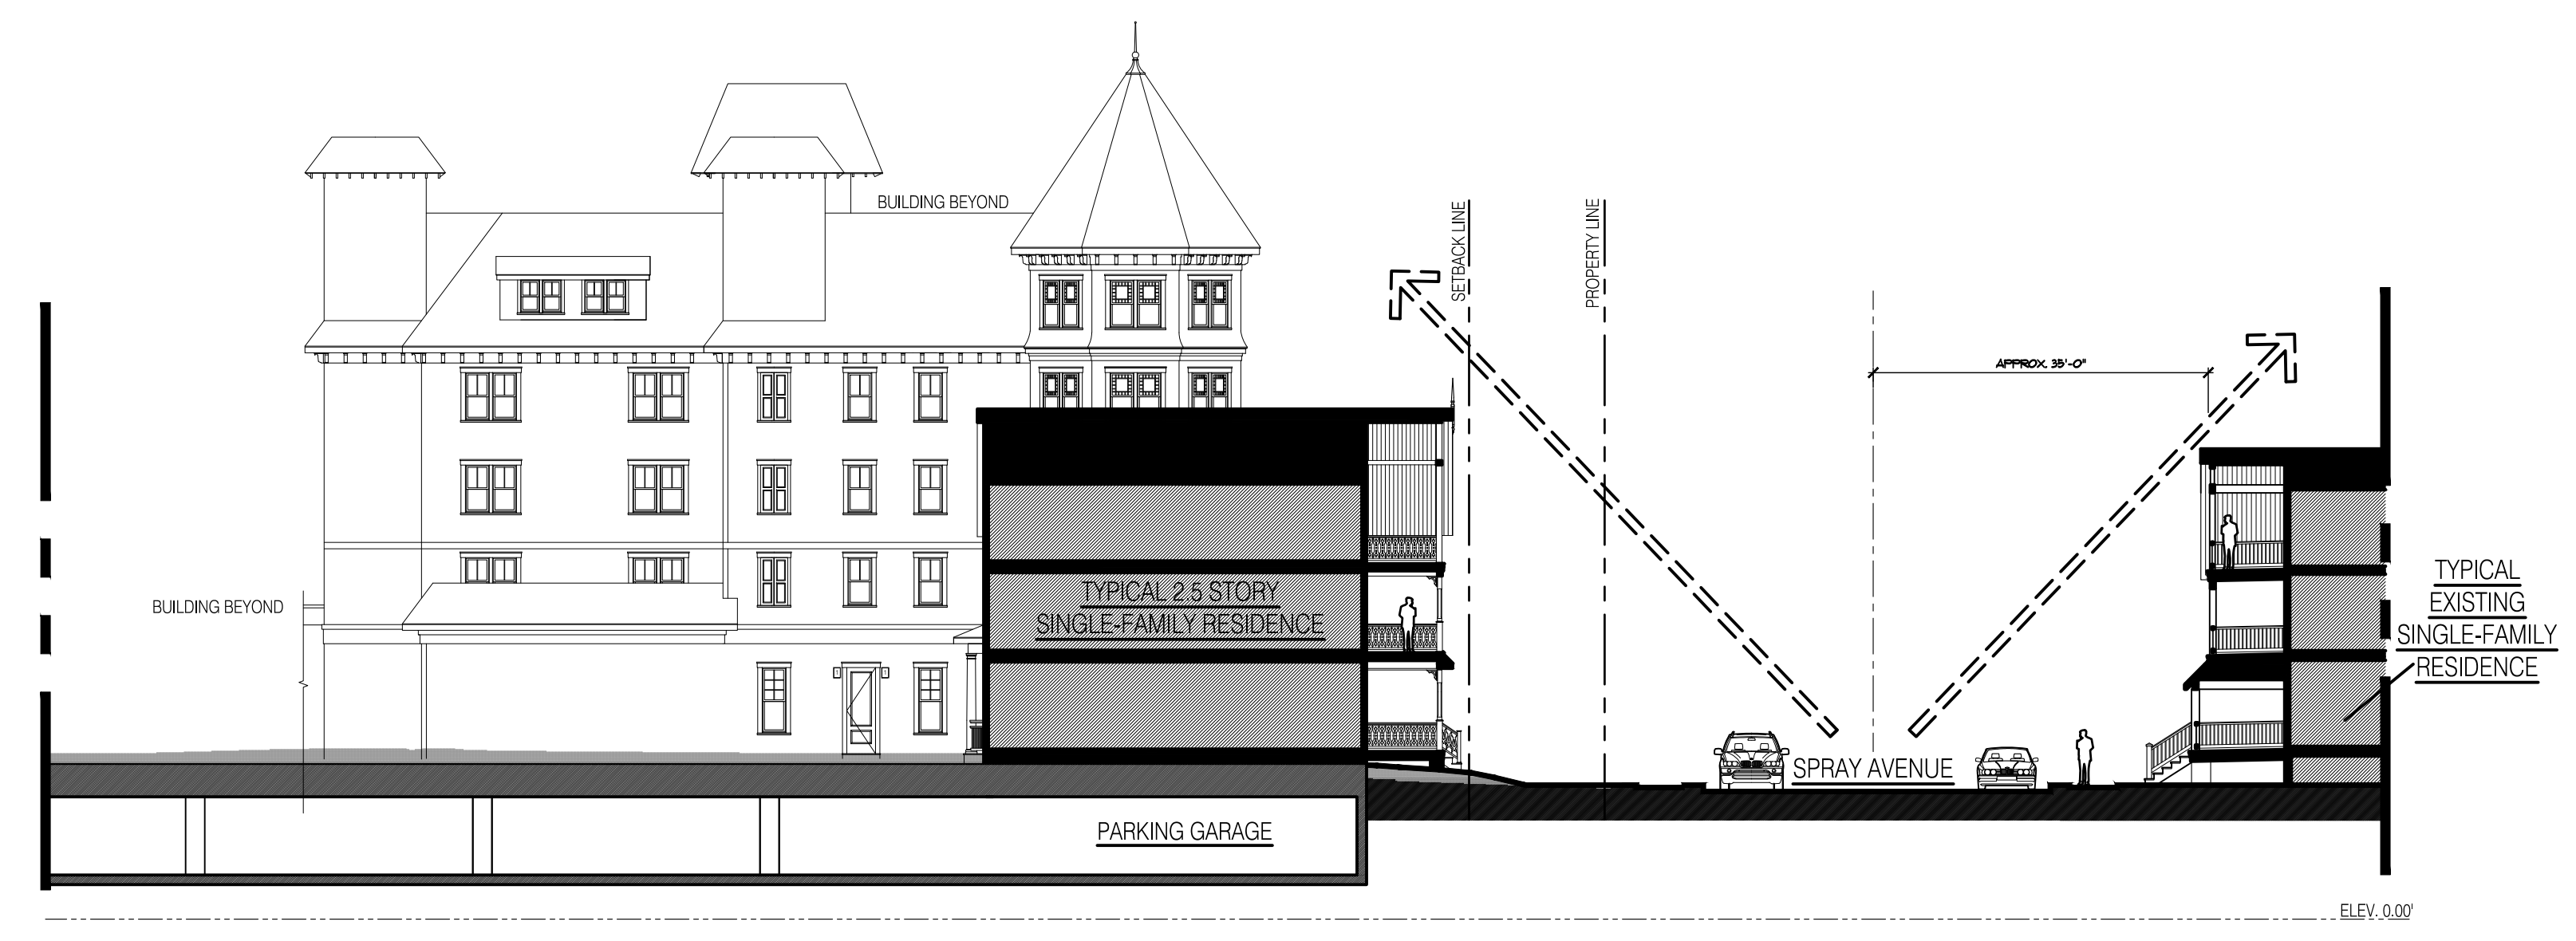 BUILDING BEYOND
SETBACK LINE
PROPERTY LINE
APPROX. 35'-0"
BUILDING BEYOND
TYPICAL 2.5 STORY
SINGLE-FAMILY RESIDENCE
TYPICAL
EXISTING
SINGLE-FAMILY
RESIDENCE
SPRAY AVENUE
PARKING GARAGE
ELEV. 0.00'